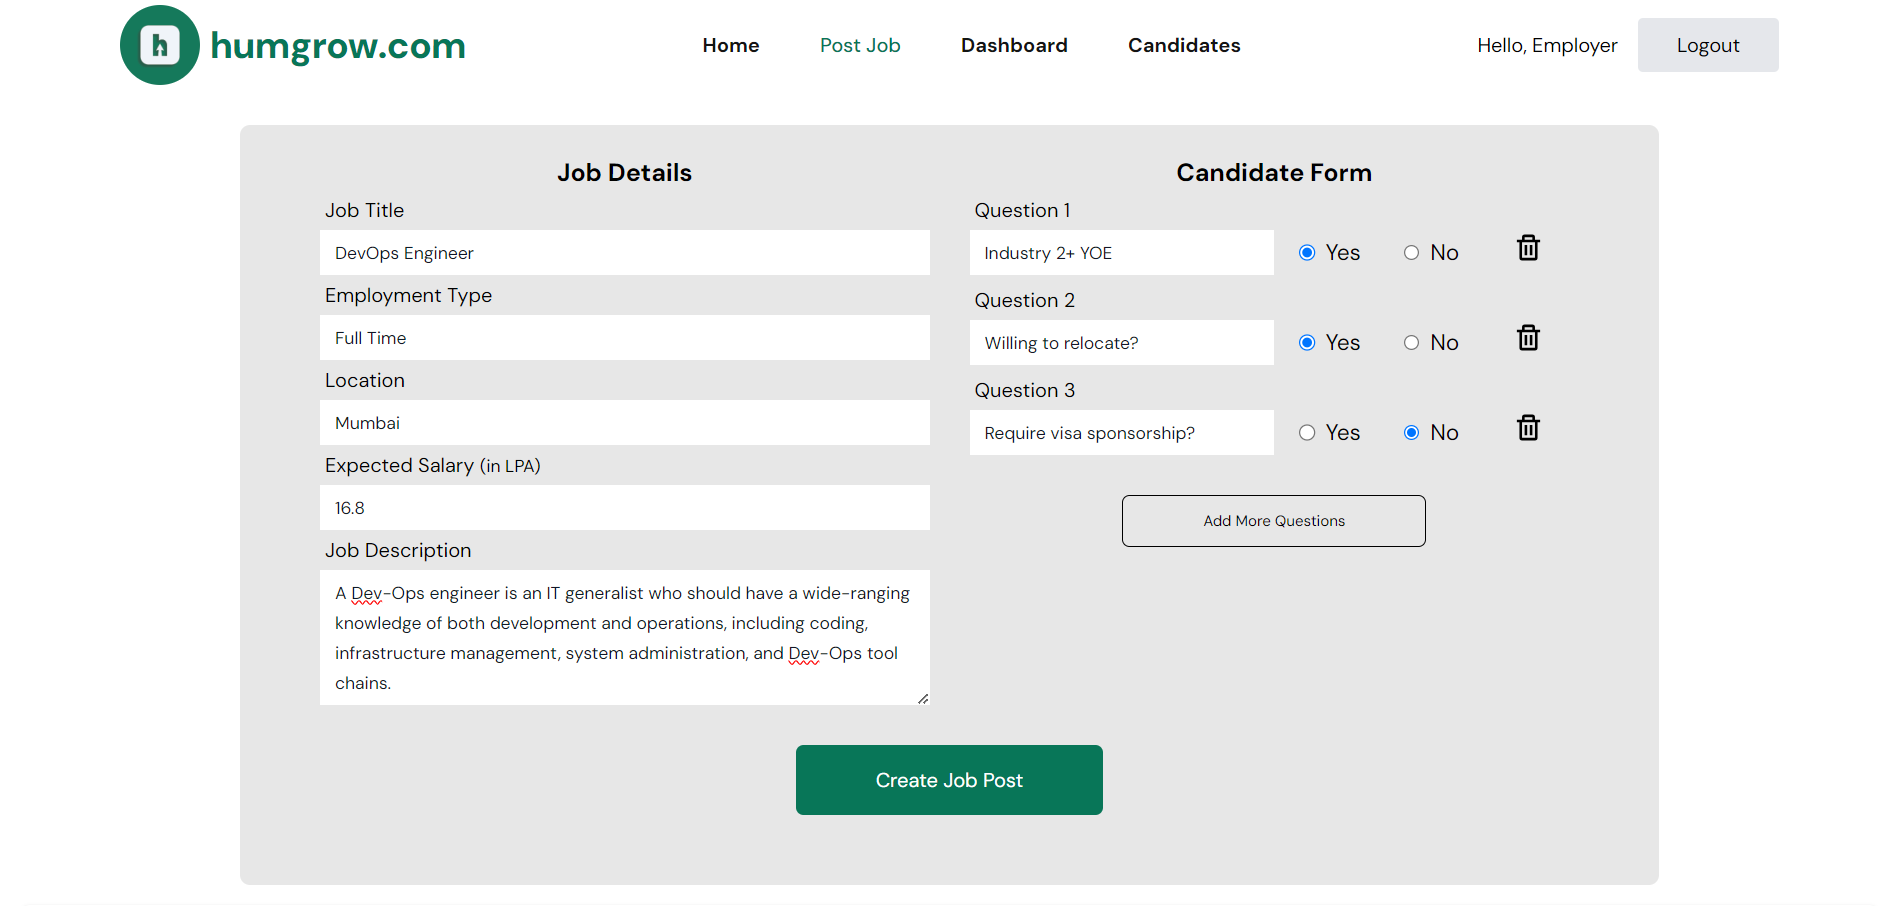 h humgrow.com
Home Post Job Dashboard Candidates
Hello, Employer Logout
Job Details
Job Title
DevOps Engineer
Employment Type
Full Time
Location
Mumbai
Expected Salary (in LPA)
16.8
Job Description
A Dev-Ops engineer is an IT generalist who should have a wide-ranging
knowledge of both development and operations, including coding,
infrastructure management, system administration, and Dev-Ops tool
chains.
Candidate Form
Question 1
Industry 2+ YOE Yes No
Question 2
Willing to relocate? Yes No
Question 3
Require visa sponsorship? Yes No
Add More Questions
Create Job Post